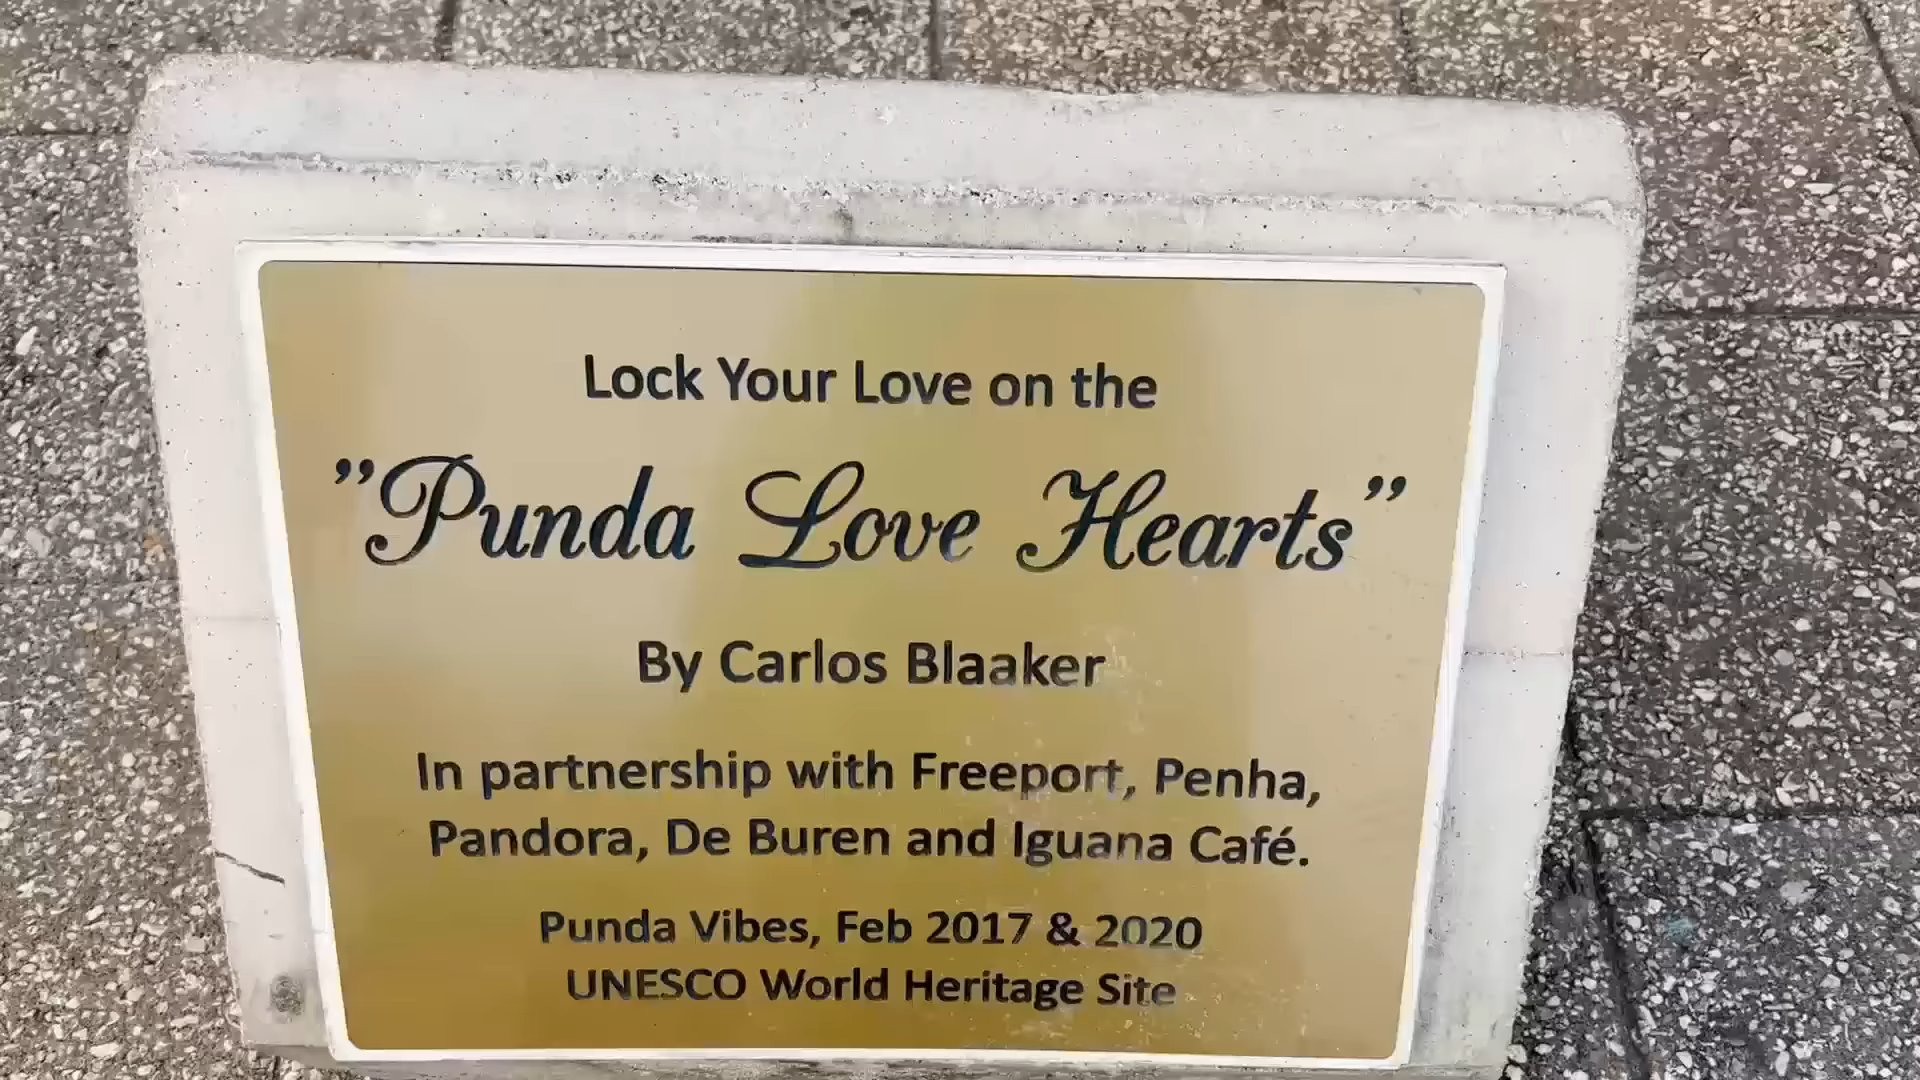 Lock Your Love on the
”Punda Love Hearts”
By Carlos Blaaker
In partnership with Freeport, Penha,
Pandora, De Buren and Iguana Café.
Punda Vibes, Feb 2017 & 2020
UNESCO World Heritage Site